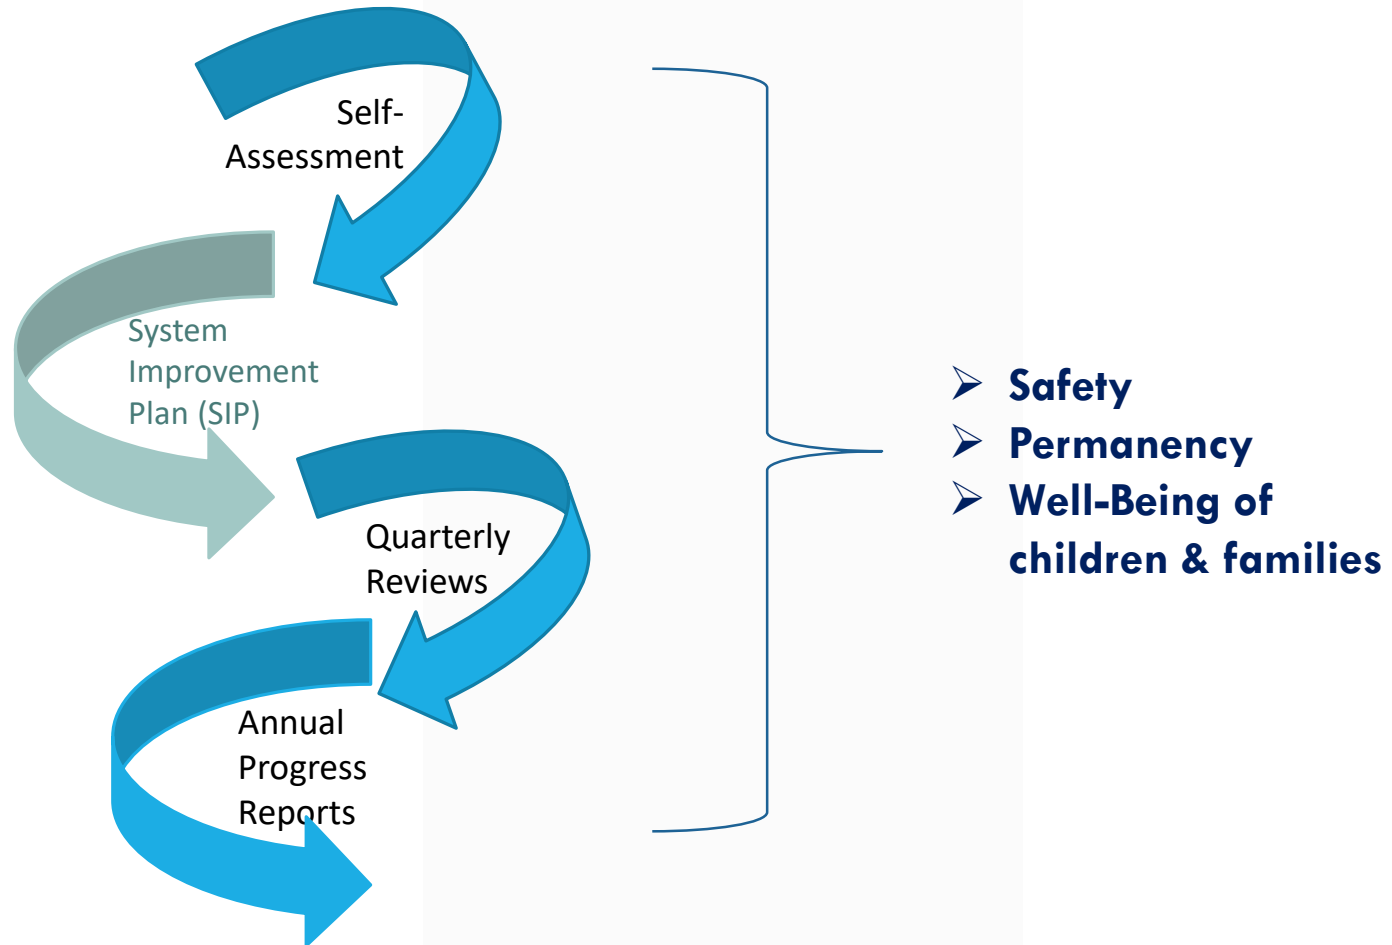 Self-
Assessment
System
Improvement
Plan (SIP)
Quarterly
Reviews
Annual
Progress
Reports
➢ Safety
➢ Permanency
➢ Well-Being of
children & families